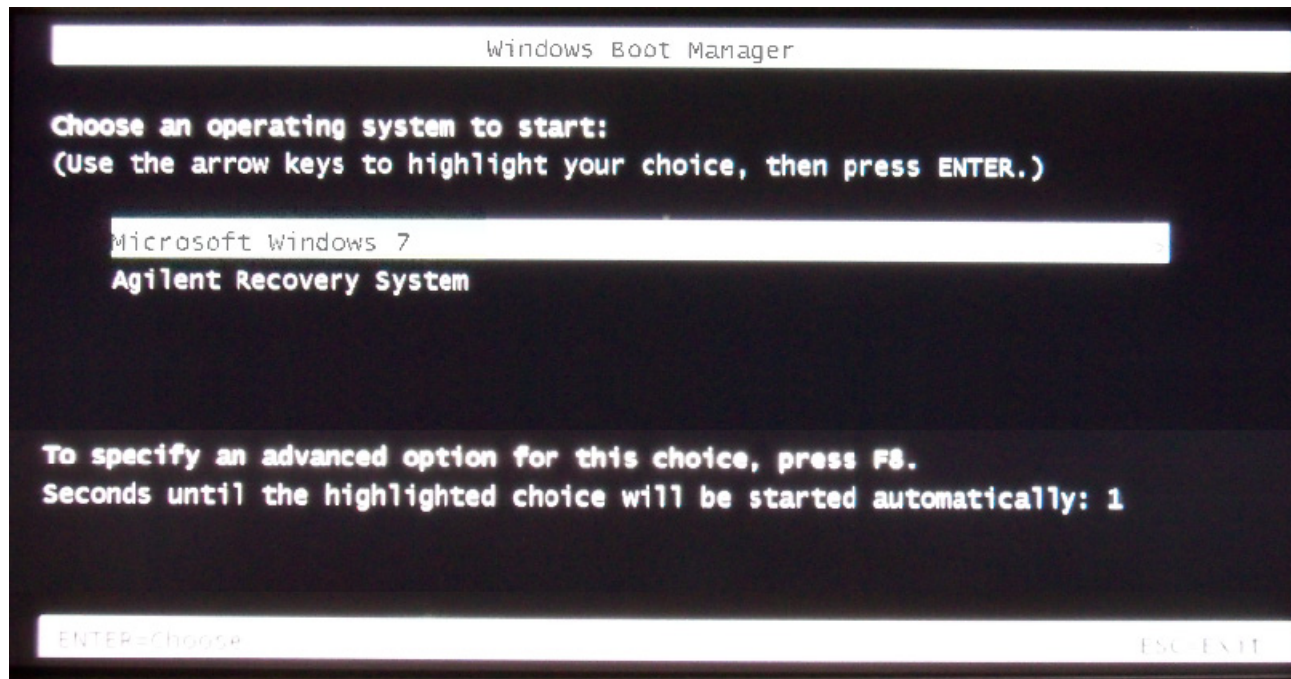 Windows Boot Manager
Choose an operating system to start:
(Use the arrow keys to highlight your choice, then press ENTER.)
Microsoft Windows 7 >
Agilent Recovery System
To specify an advanced option for this choice, press F8.
Seconds until the highlighted choice will be started automatically: 1
ENTER=Choose ESC=Exit